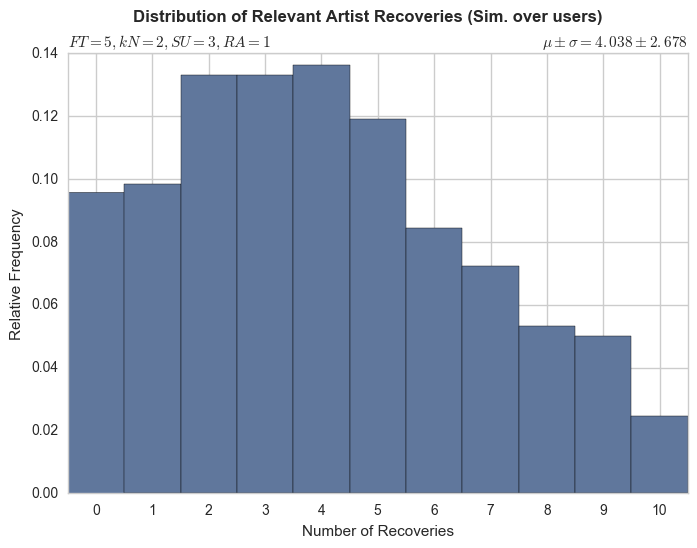 Distribution of Relevant Artist Recoveries (Sim. over users)
FT = 5, kN = 2, SU = 3, RA = 1
μ ± σ = 4.038 ± 2.678
0.14
0.12
0.10
0.08
0.06
0.04
0.02
0.00
Relative Frequency
0 1 2 3 4 5 6 7 8 9 10
Number of Recoveries